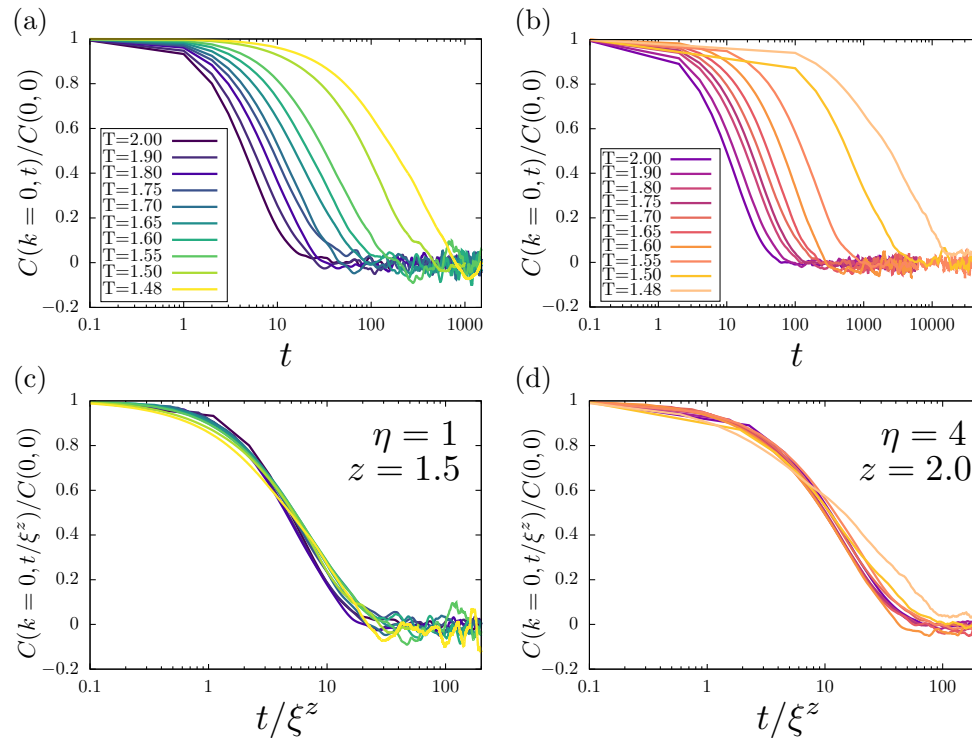 (a)
C(k = 0, t)/C(0, 0)
1
0.8
0.6
0.4
0.2
0
−0.2
T=2.00
T=1.90
T=1.80
T=1.75
T=1.70
T=1.65
T=1.60
T=1.55
T=1.50
T=1.48
0.1 1 10 100 1000
t
(b)
C(k = 0, t)/C(0, 0)
1
0.8
0.6
0.4
0.2
0
−0.2
T=2.00
T=1.90
T=1.80
T=1.75
T=1.70
T=1.65
T=1.60
T=1.55
T=1.50
T=1.48
0.1 1 10 100 1000 10000
t
(c)
C(k = 0, t/ξ^z)/C(0, 0)
1
0.8
0.6
0.4
0.2
0
−0.2
η = 1
z = 1.5
0.1 1 10 100
t/ξ^z
(d)
C(k = 0, t/ξ^z)/C(0, 0)
1
0.8
0.6
0.4
0.2
0
−0.2
η = 4
z = 2.0
0.1 1 10 100
t/ξ^z